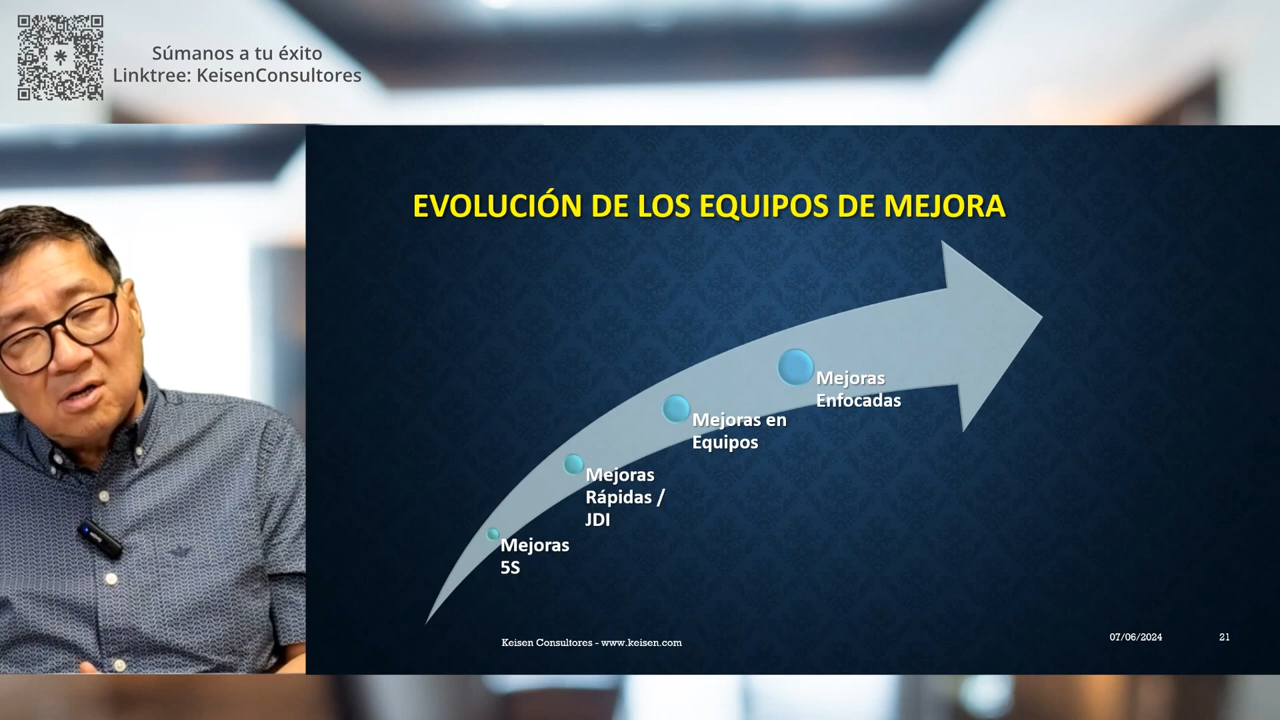 Súmanos a tu éxito
Linktree: KeisenConsultores
EVOLUCIÓN DE LOS EQUIPOS DE MEJORA
Mejoras
Enfocadas
Mejoras en
Equipos
Mejoras
Rápidas /
JDI
Mejoras
5S
Keisen Consultores - www.keisen.com
07/06/2024
21